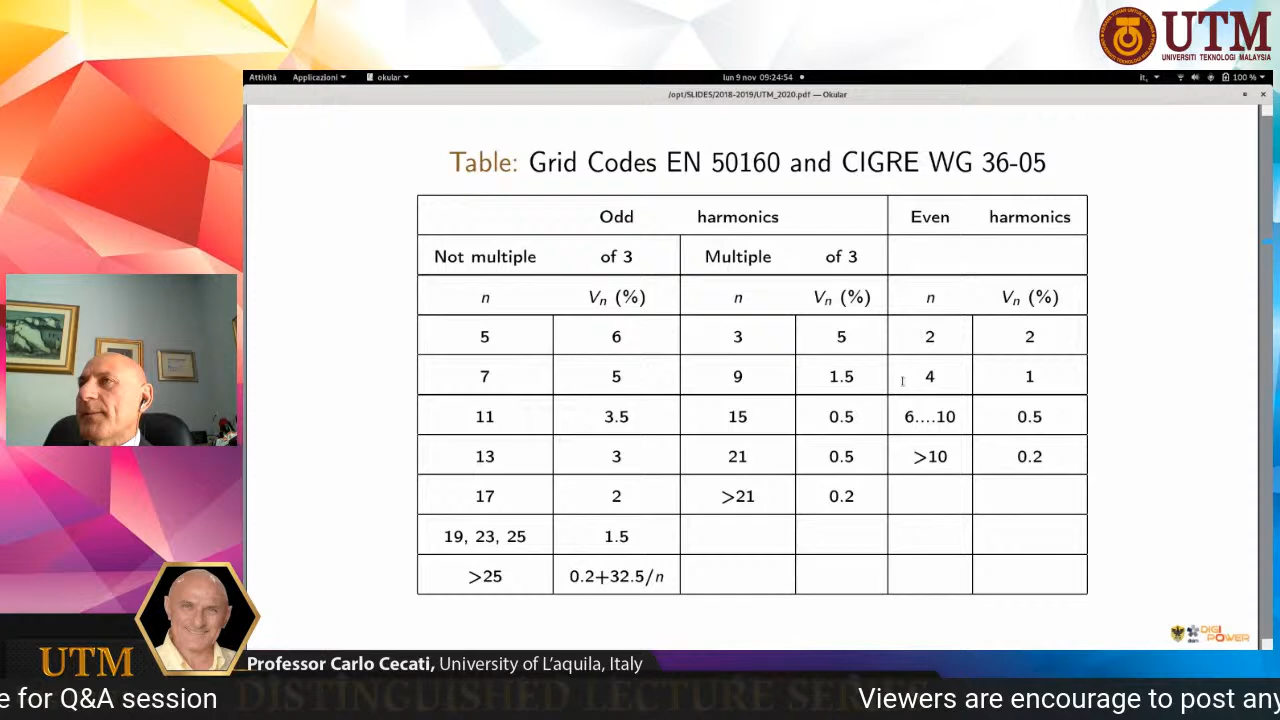 UTM
UNIVERSITI TEKNOLOGI MALAYSIA
Attività Applicazioni okular lun 9 nov 09:24:54 it, 100 %
/opt/SLIDES/2018-2019/UTM_2020.pdf — Okular
Table: Grid Codes EN 50160 and CIGRE WG 36-05
Odd harmonics Even harmonics
Not multiple of 3 Multiple of 3
n Vn (%) n Vn (%) n Vn (%)
5 6 3 5 2 2
7 5 9 1.5 4 1
11 3.5 15 0.5 6....10 0.5
13 3 21 0.5 >10 0.2
17 2 >21 0.2
19, 23, 25 1.5
>25 0.2+32.5/n
DIGI
POWER
UTM
Professor Carlo Cecati, University of L'aquila, Italy
DISTINGUISHED LECTURE
e for Q&A session Viewers are encourage to post any